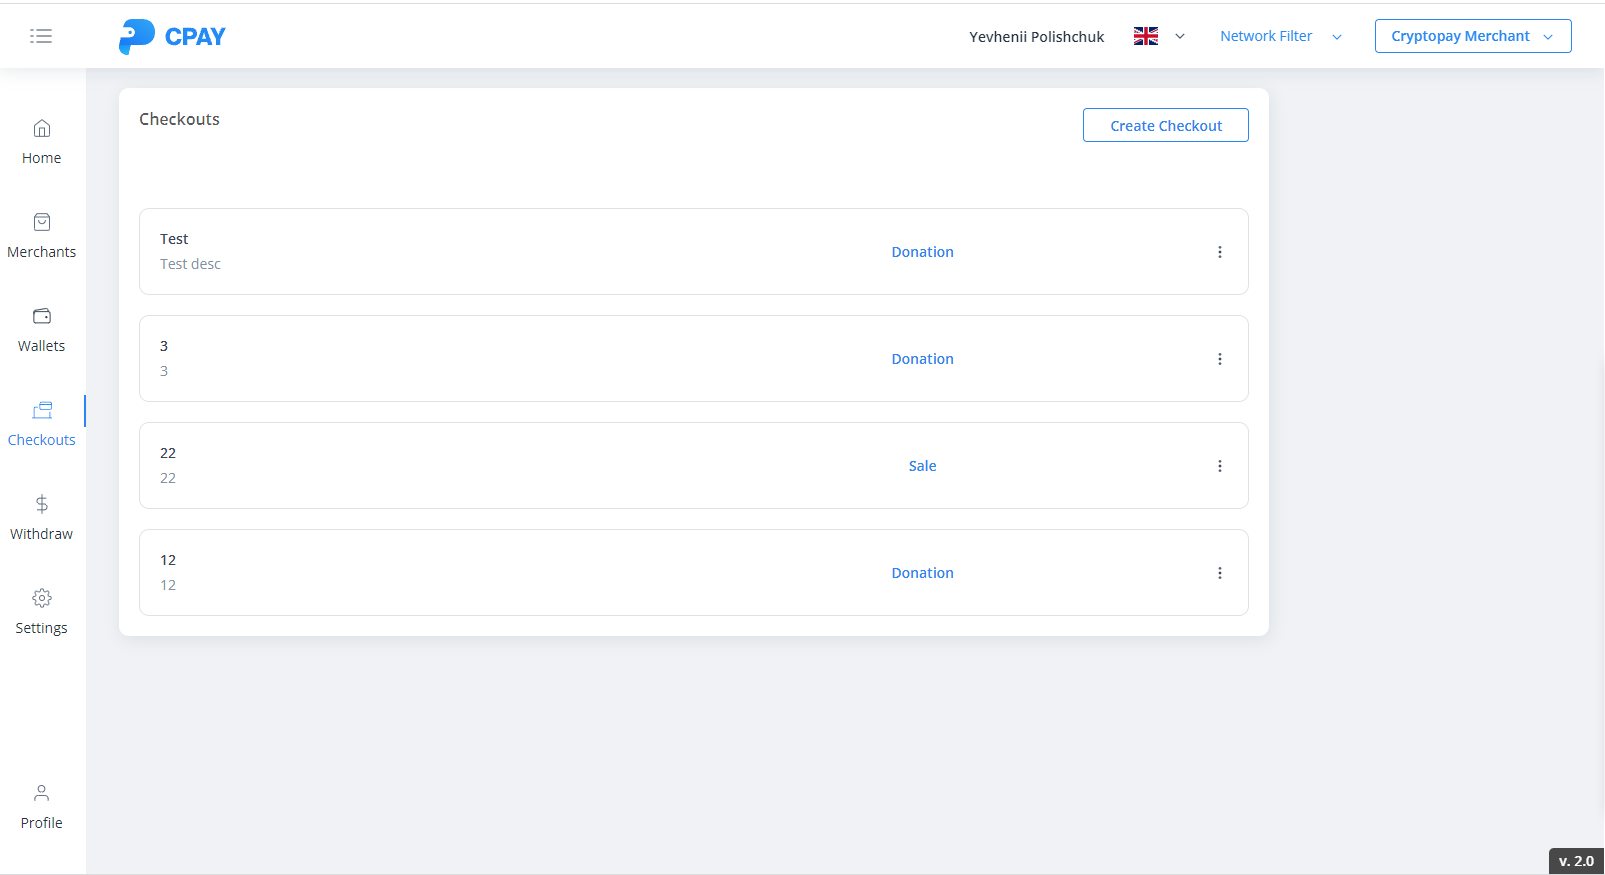 CPAY
Yevhenii Polishchuk
Network Filter
Cryptopay Merchant
Home
Merchants
Wallets
Checkouts
Withdraw
Settings
Profile
Checkouts
Create Checkout
Test
Test desc
Donation
3
3
Donation
22
22
Sale
12
12
Donation
v. 2.0